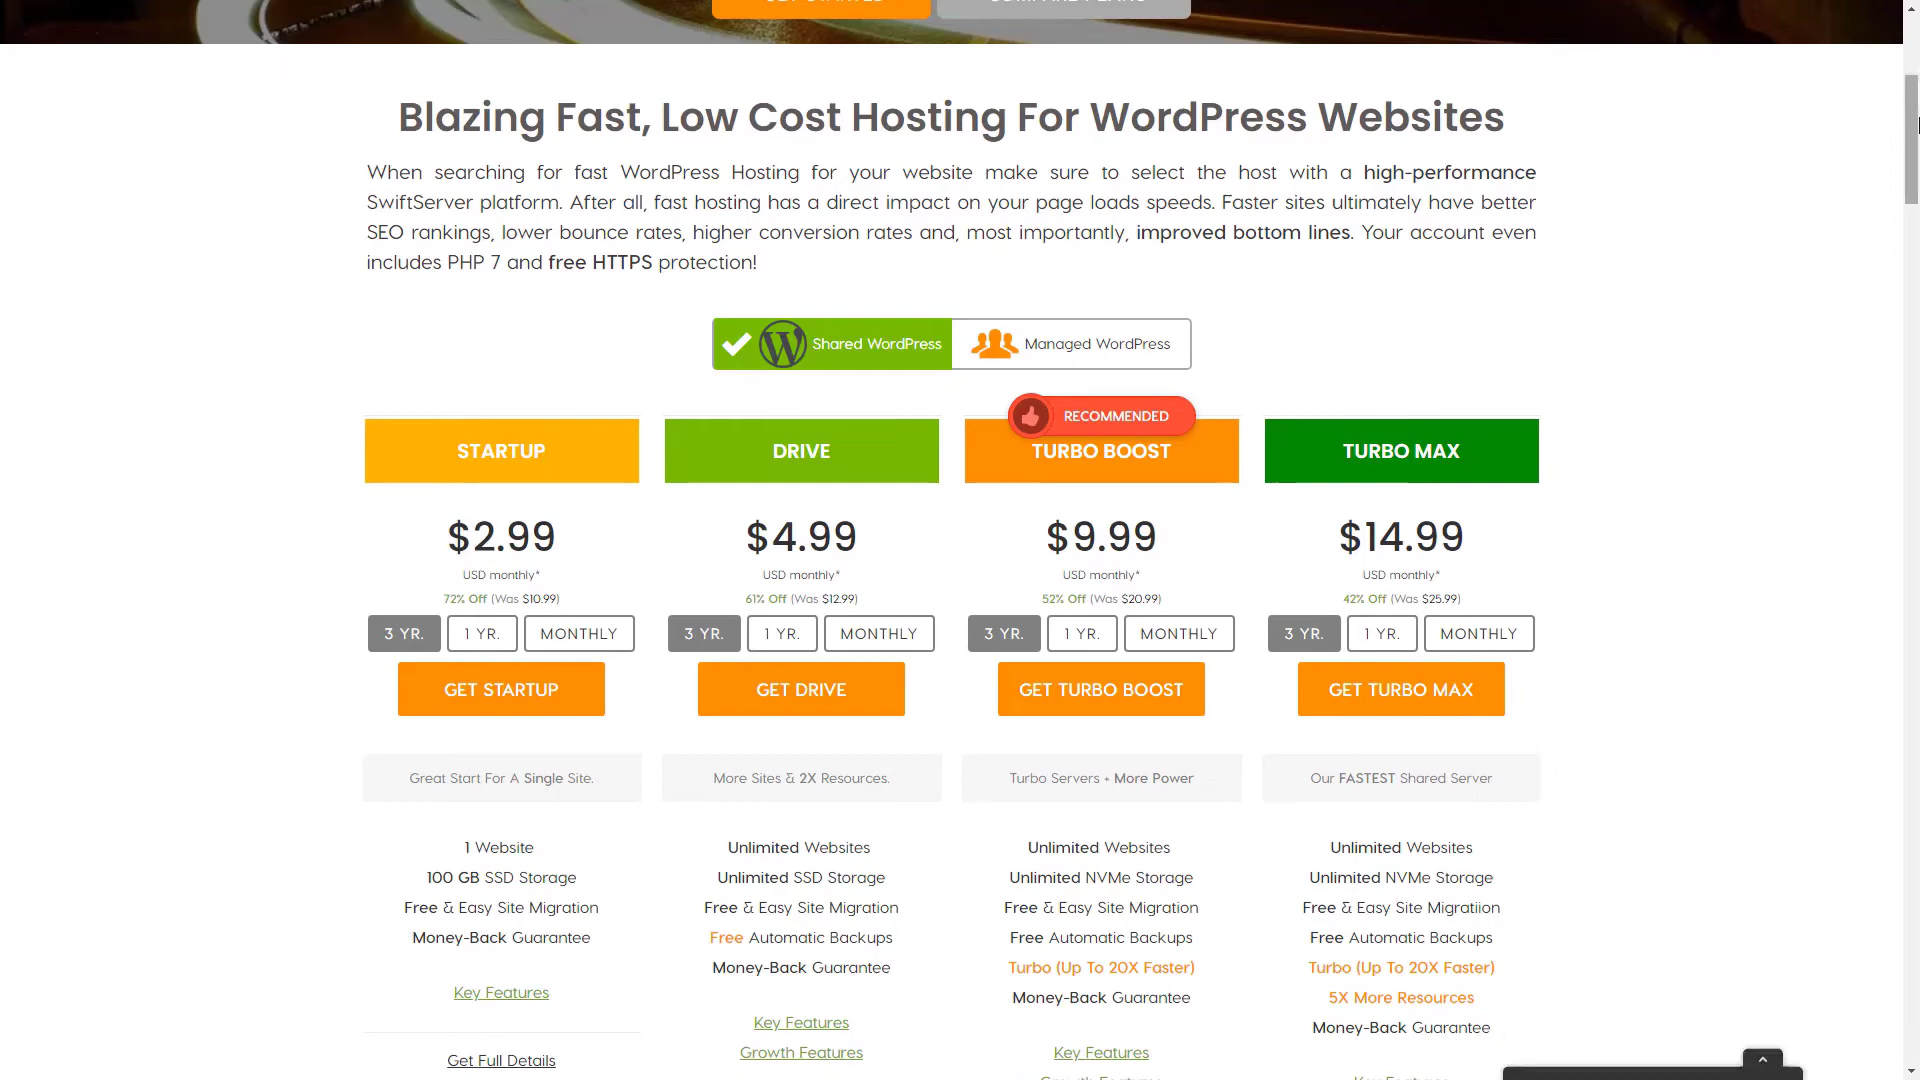 Blazing Fast, Low Cost Hosting For WordPress Websites
When searching for fast WordPress Hosting for your website make sure to select the host with a high-performance
SwiftServer platform. After all, fast hosting has a direct impact on your page loads speeds. Faster sites ultimately have better
SEO rankings, lower bounce rates, higher conversion rates and, most importantly, improved bottom lines. Your account even
includes PHP 7 and free HTTPS protection!
Shared WordPress
Managed WordPress
STARTUP
$2.99
USD monthly*
72% Off (Was $10.99)
3 YR. 1 YR. MONTHLY
GET STARTUP
Great Start For A Single Site.
1 Website
100 GB SSD Storage
Free & Easy Site Migration
Money-Back Guarantee
Key Features
Get Full Details
DRIVE
$4.99
USD monthly*
61% Off (Was $12.99)
3 YR. 1 YR. MONTHLY
GET DRIVE
More Sites & 2X Resources.
Unlimited Websites
Unlimited SSD Storage
Free & Easy Site Migration
Free Automatic Backups
Money-Back Guarantee
Key Features
Growth Features
RECOMMENDED
TURBO BOOST
$9.99
USD monthly*
52% Off (Was $20.99)
3 YR. 1 YR. MONTHLY
GET TURBO BOOST
Turbo Servers + More Power
Unlimited Websites
Unlimited NVMe Storage
Free & Easy Site Migration
Free Automatic Backups
Turbo (Up To 20X Faster)
Money-Back Guarantee
Key Features
TURBO MAX
$14.99
USD monthly*
42% Off (Was $25.99)
3 YR. 1 YR. MONTHLY
GET TURBO MAX
Our FASTEST Shared Server
Unlimited Websites
Unlimited NVMe Storage
Free & Easy Site Migratiion
Free Automatic Backups
Turbo (Up To 20X Faster)
5X More Resources
Money-Back Guarantee